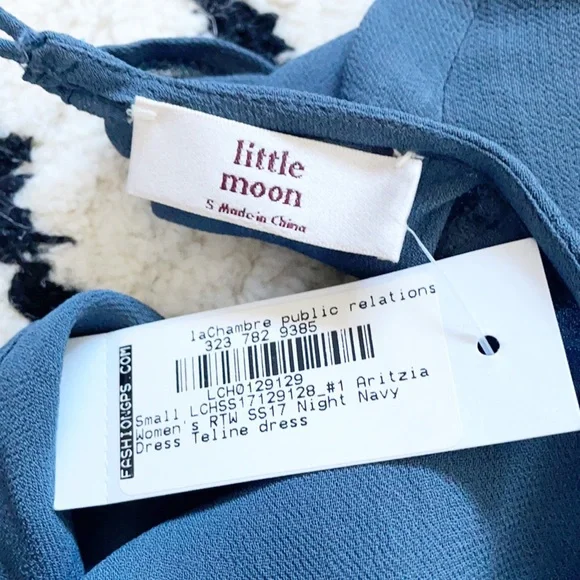 little
moon
S Made in China
laChambre public relations
323 782 9385
LCH0129129
Small LCHSS17129128_#1 Aritzia
Women's RTW SS17 Night Navy
Dress Teline dress
FASHIONGPS.COM